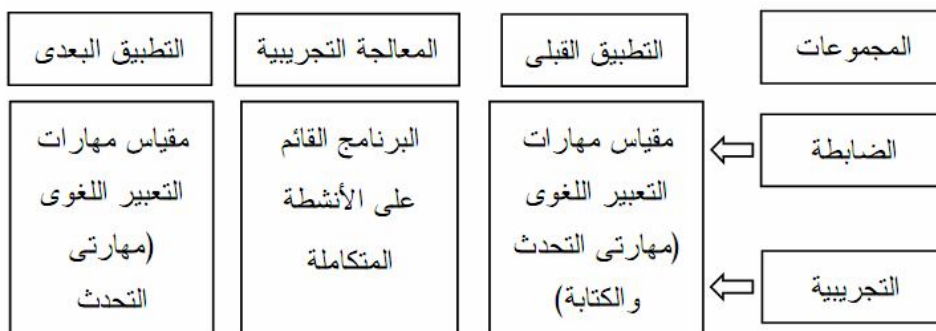 المجموعات
التطبيق القبلى
المعالجة التجريبية
التطبيق البعدى
الضابطة
التجريبية
مقياس مهارات
التعبير اللغوى
(مهارتى التحدث
والكتابة)
البرنامج القائم
على الأنشطة
المتكاملة
مقياس مهارات
التعبير اللغوى
(مهارتى
التحدث